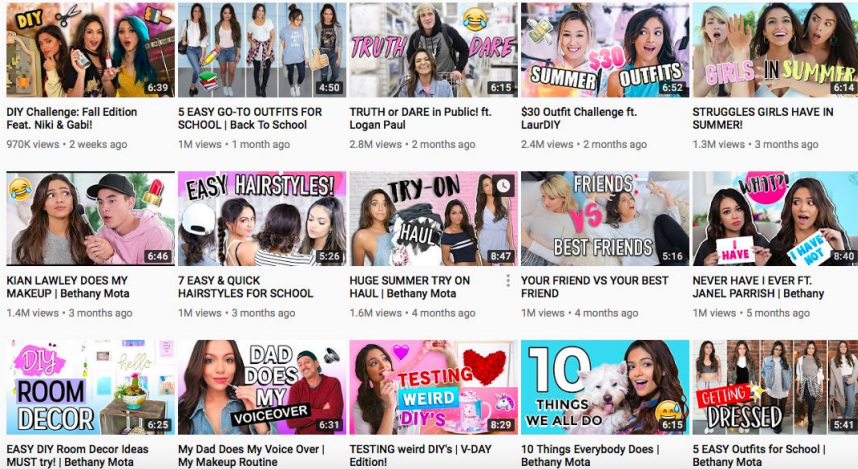 DIY
6:39
4:50
TRUTH DARE
6:15
$30
SUMMER OUTFITS
6:52
GIRLS IN SUMMER
6:14
DIY Challenge: Fall Edition
Feat. Niki & Gabi!
970K views • 2 weeks ago
5 EASY GO-TO OUTFITS FOR
SCHOOL | Back To School
1M views • 1 month ago
TRUTH or DARE in Public! ft.
Logan Paul
2.8M views • 2 months ago
$30 Outfit Challenge ft.
LaurDIY
2.4M views • 2 months ago
STRUGGLES GIRLS HAVE IN
SUMMER!
1.3M views • 3 months ago
6:46
EASY HAIRSTYLES!
5:26
TRY-ON
HAUL
8:47
FRIENDS
VS
BEST FRIENDS
5:16
WHAT?!
I HAVE
I HAVE NOT
8:40
KIAN LAWLEY DOES MY
MAKEUP | Bethany Mota
1.4M views • 3 months ago
7 EASY & QUICK
HAIRSTYLES FOR SCHOOL
1M views • 3 months ago
HUGE SUMMER TRY ON
HAUL | Bethany Mota
1.6M views • 4 months ago
YOUR FRIEND VS YOUR BEST
FRIEND
1M views • 4 months ago
NEVER HAVE I EVER FT.
JANEL PARRISH | Bethany
1M views • 5 months ago
DIY
ROOM
DECOR
hello
6:25
DAD
DOES
MY
VOICEOVER
6:31
TESTING
WEIRD
DIY'S
8:29
10
THINGS
WE ALL DO
6:15
GETTING
DRESSED
5:41
EASY DIY Room Decor Ideas
MUST try! | Bethany Mota
My Dad Does My Voice Over |
My Makeup Routine
TESTING weird DIY's | V-DAY
Edition!
10 Things Everybody Does |
Bethany Mota
5 EASY Outfits for School |
Bethany Mota